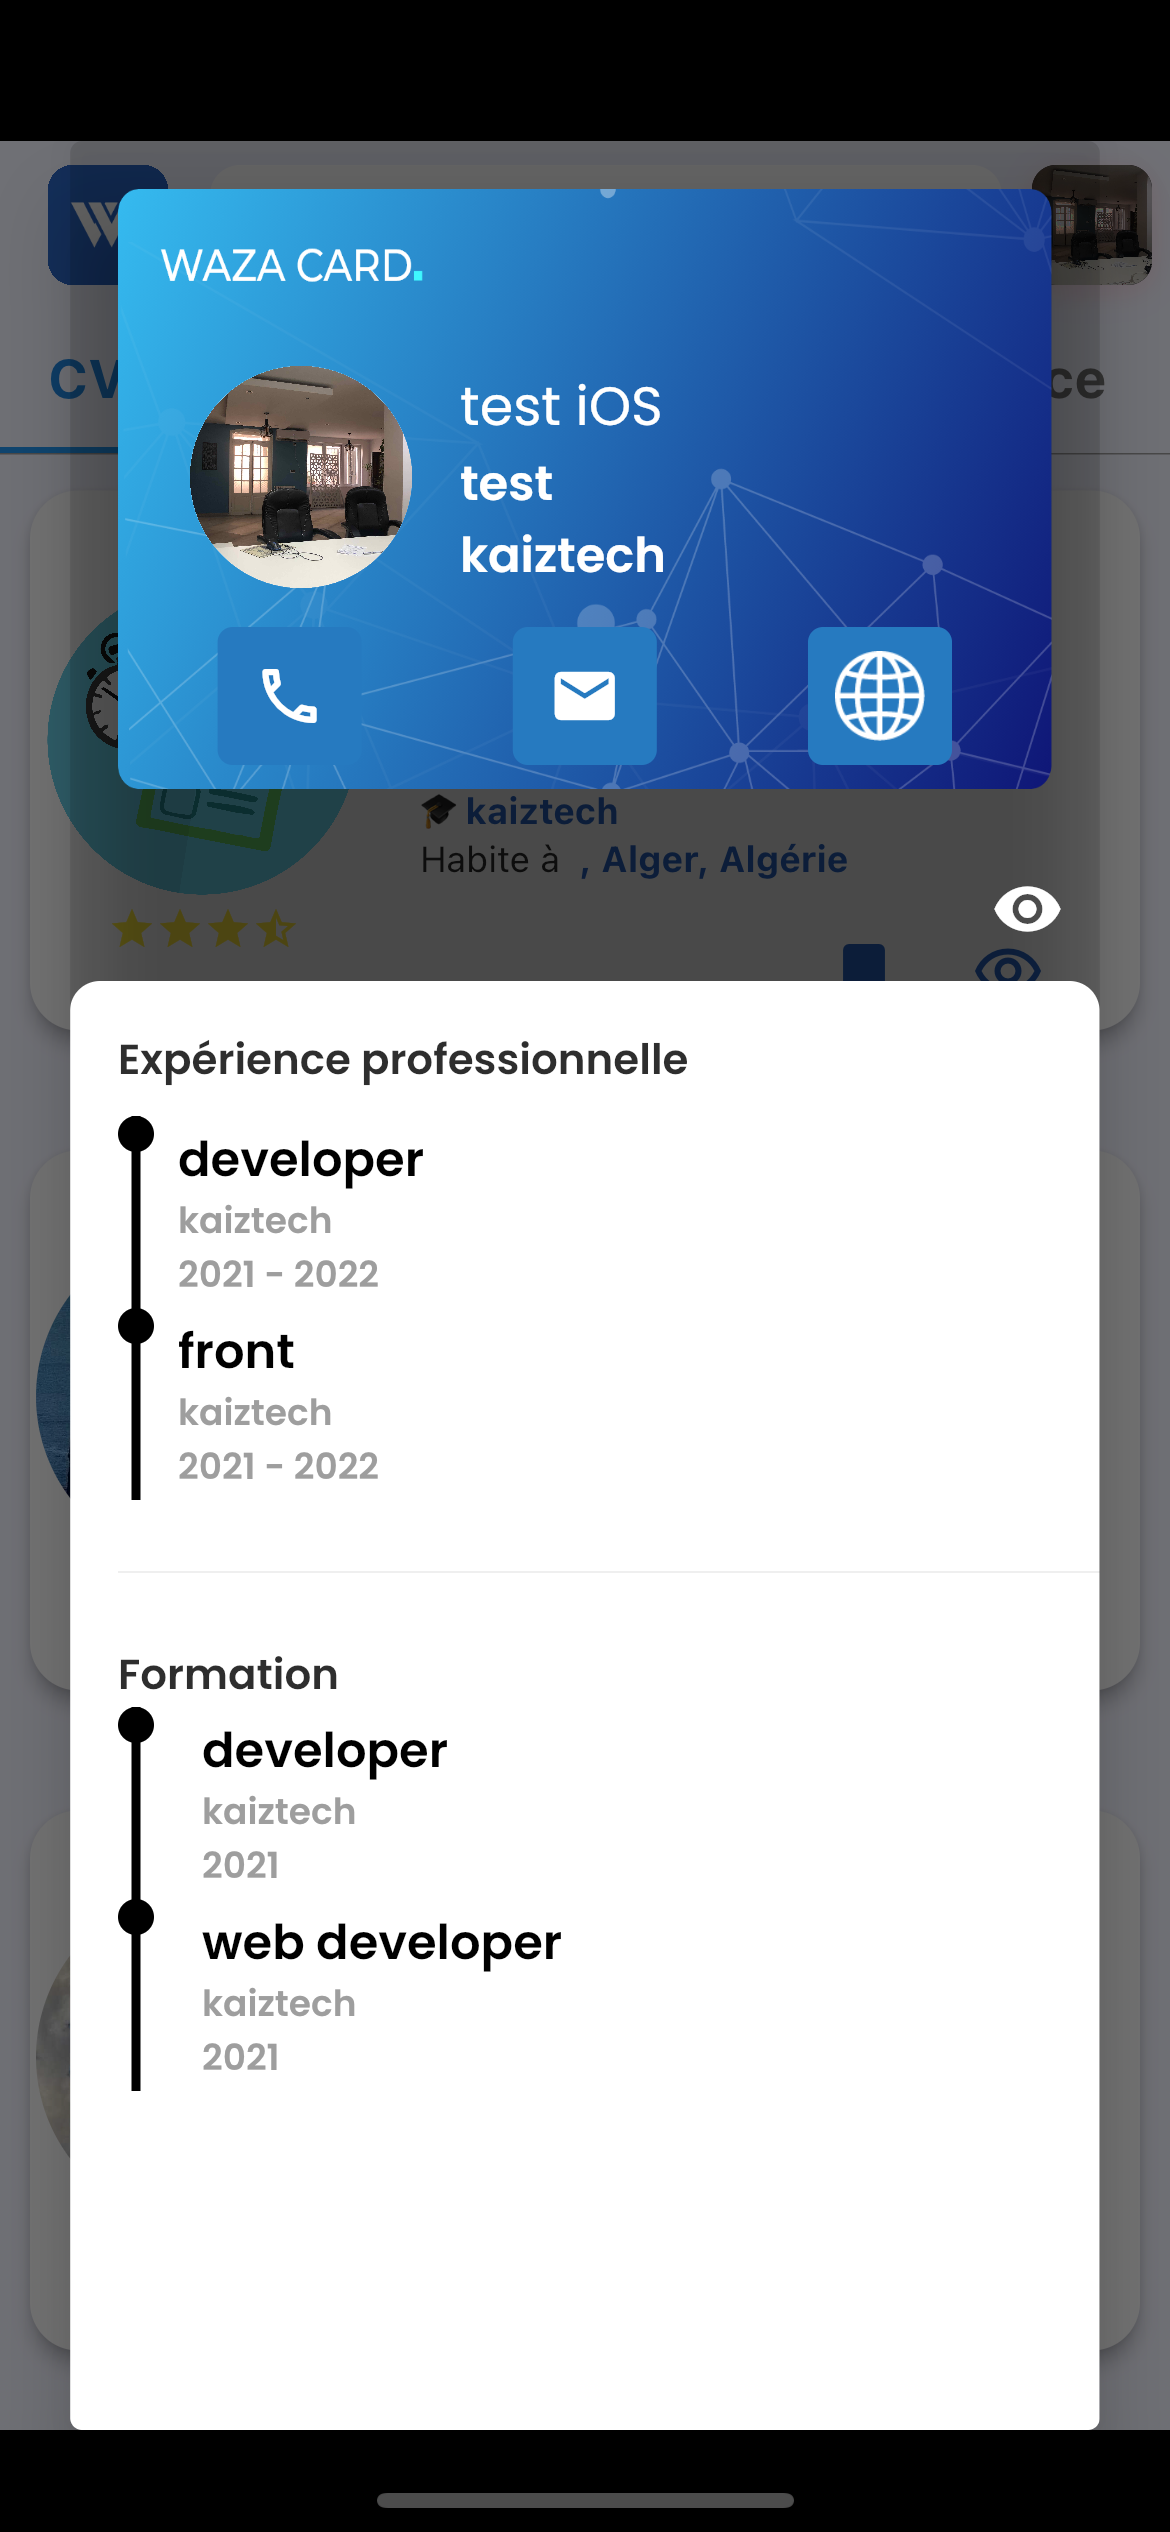 W
WAZA CARD.
CV
ce
test iOS
test
kaiztech
kaiztech
Habite à , Alger, Algérie
Expérience professionnelle
developer
kaiztech
2021 - 2022
front
kaiztech
2021 - 2022
Formation
developer
kaiztech
2021
web developer
kaiztech
2021